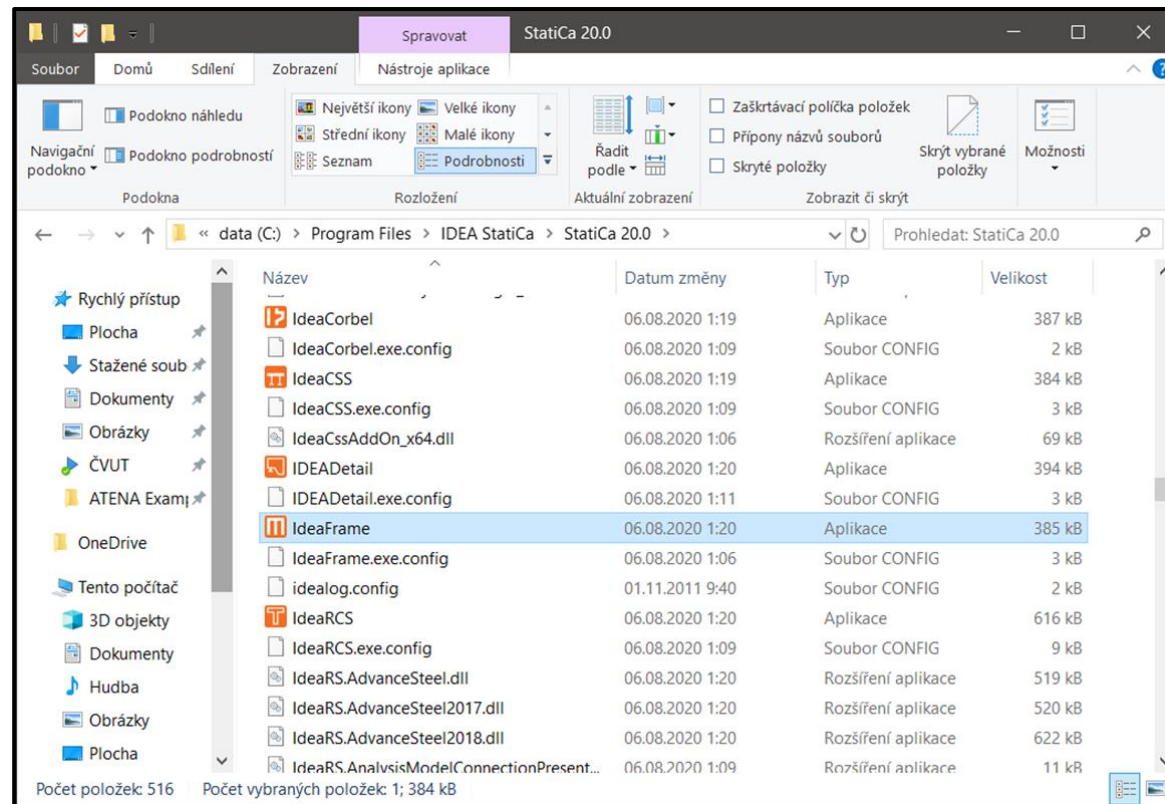 Spravovat
StatiCa 20.0
Soubor Domů Sdílení Zobrazení Nástroje aplikace
Navigační podokno
Podokno náhledu
Podokno podrobností
Podokna
Největší ikony Velké ikony
Střední ikony Malé ikony
Seznam Podrobnosti
Rozložení
Řadit podle
Aktuální zobrazení
Zaškrtávací políčka položek
Přípony názvů souborů
Skryté položky
Skrýt vybrané položky
Zobrazit či skrýt
Možnosti
« data (C:) > Program Files > IDEA StatiCa > StatiCa 20.0 >
Prohledat: StatiCa 20.0
Rychlý přístup
Plocha
Stažené soub
Dokumenty
Obrázky
ČVUT
ATENA Examp
OneDrive
Tento počítač
3D objekty
Dokumenty
Hudba
Obrázky
Plocha
Název Datum změny Typ Velikost
IdeaCorbel 06.08.2020 1:19 Aplikace 387 kB
IdeaCorbel.exe.config 06.08.2020 1:09 Soubor CONFIG 2 kB
IdeaCSS 06.08.2020 1:19 Aplikace 384 kB
IdeaCSS.exe.config 06.08.2020 1:09 Soubor CONFIG 3 kB
IdeaCssAddOn_x64.dll 06.08.2020 1:06 Rozšíření aplikace 69 kB
IDEADetail 06.08.2020 1:20 Aplikace 394 kB
IDEADetail.exe.config 06.08.2020 1:11 Soubor CONFIG 3 kB
IdeaFrame 06.08.2020 1:20 Aplikace 385 kB
IdeaFrame.exe.config 06.08.2020 1:06 Soubor CONFIG 3 kB
idealog.config 01.11.2011 9:40 Soubor CONFIG 2 kB
IdeaRCS 06.08.2020 1:20 Aplikace 616 kB
IdeaRCS.exe.config 06.08.2020 1:09 Soubor CONFIG 9 kB
IdeaRS.AdvanceSteel.dll 06.08.2020 1:20 Rozšíření aplikace 519 kB
IdeaRS.AdvanceSteel2017.dll 06.08.2020 1:20 Rozšíření aplikace 520 kB
IdeaRS.AdvanceSteel2018.dll 06.08.2020 1:20 Rozšíření aplikace 622 kB
IdeaRS.AnalysisModelConnectionPresent... 06.08.2020 1:09 Rozšíření aplikace 11 kB
Počet položek: 516 Počet vybraných položek: 1; 384 kB